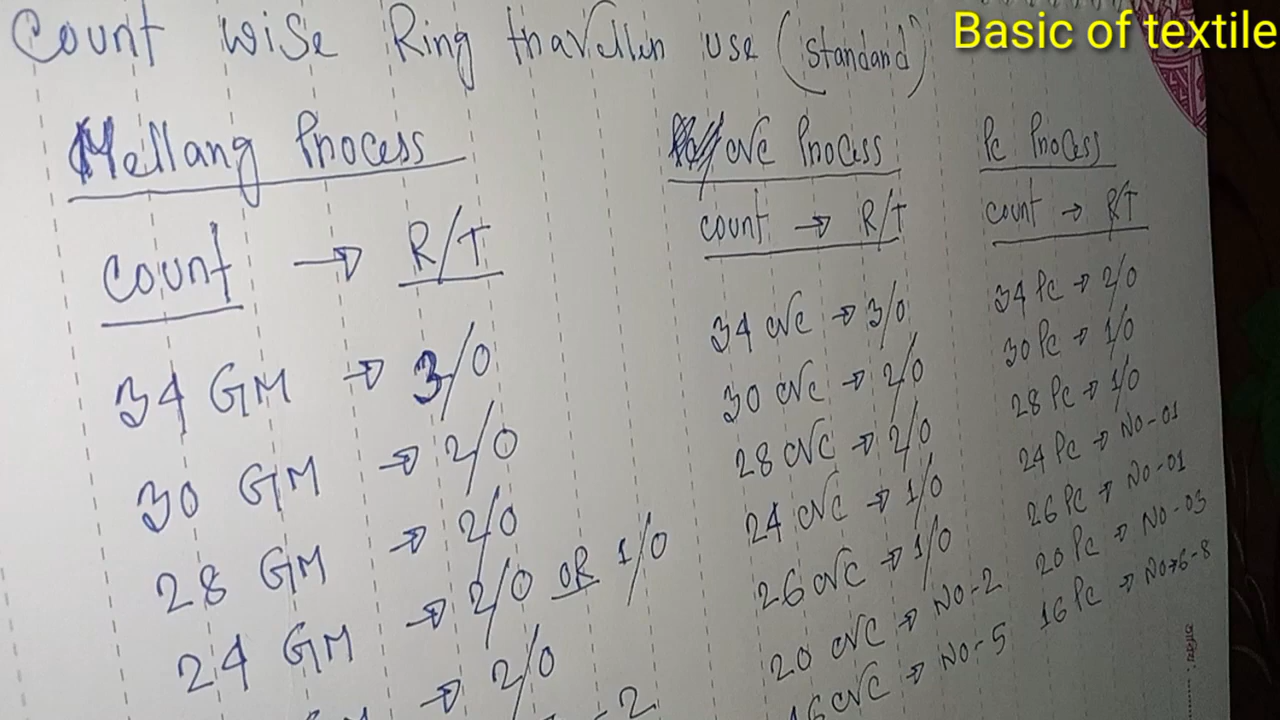 Basic of textile
Count wise Ring traveller use (standard)
Mellang Process
Count → R/T
34 GM → 3/0
30 GM → 2/0
28 GM → 2/0
24 GM → 2/0 OR 1/0
→ 2/0
- 2
CVC Process
count → R/T
34 CVC → 3/0
30 CVC → 2/0
28 CVC → 2/0
24 CVC → 1/0
26 CVC → 1/0
20 CVC → NO-2
16 CVC → NO-5
Pc Process
count → R/T
34 Pc → 2/0
30 Pc → 1/0
28 Pc → 1/0
24 Pc → NO-01
26 Pc → NO-01
20 Pc → NO-03
16 Pc → NO→6-8